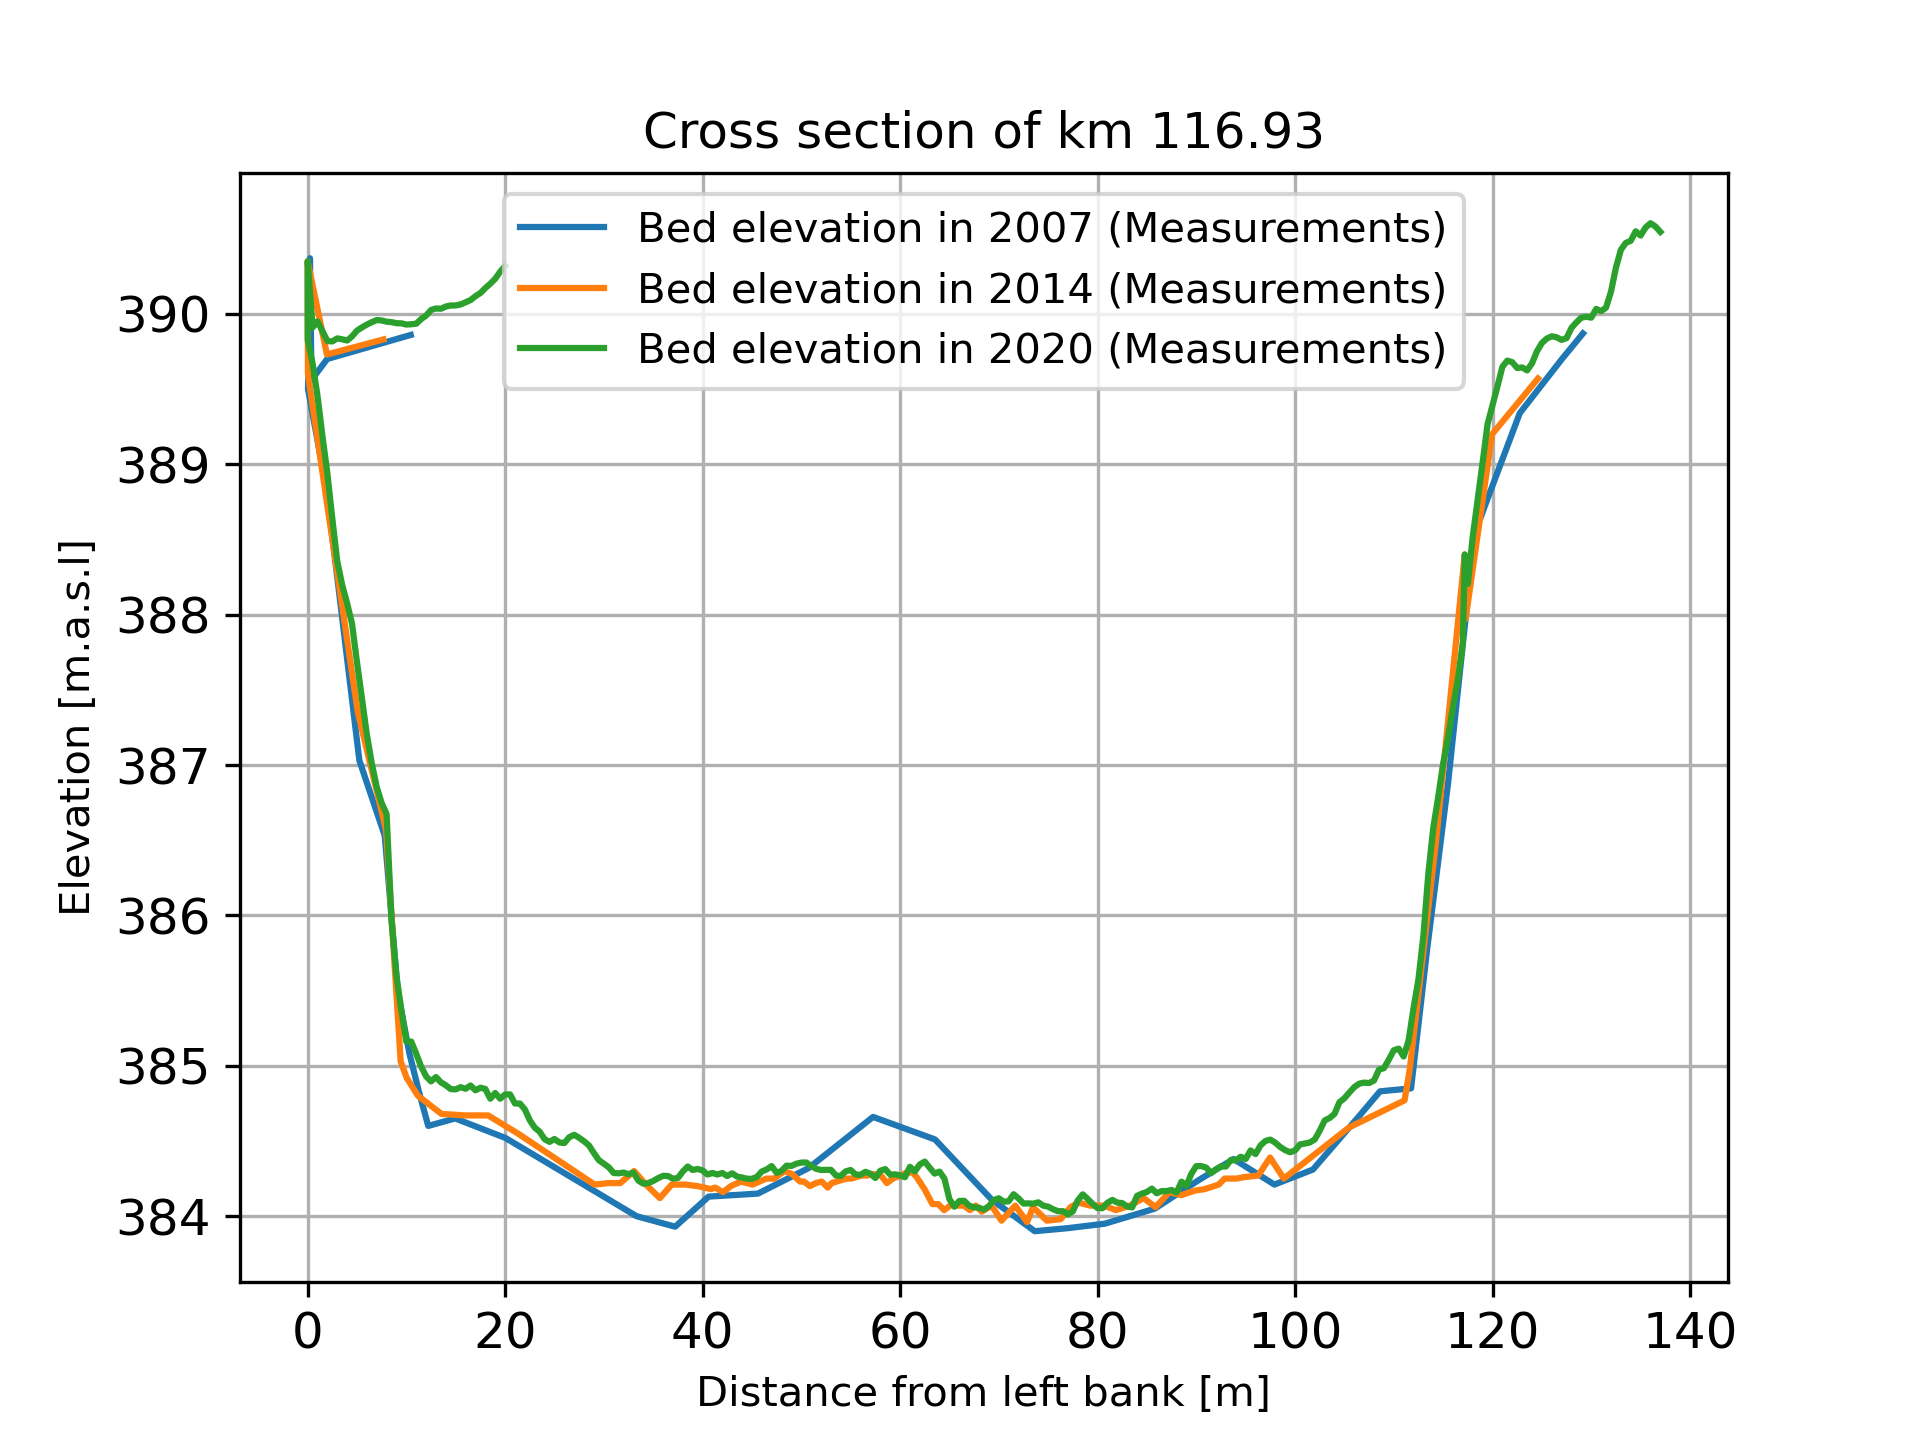 Cross section of km 116.93
Bed elevation in 2007 (Measurements)
Bed elevation in 2014 (Measurements)
Bed elevation in 2020 (Measurements)
Elevation [m.a.s.l]
390
389
388
387
386
385
384
0 20 40 60 80 100 120 140
Distance from left bank [m]